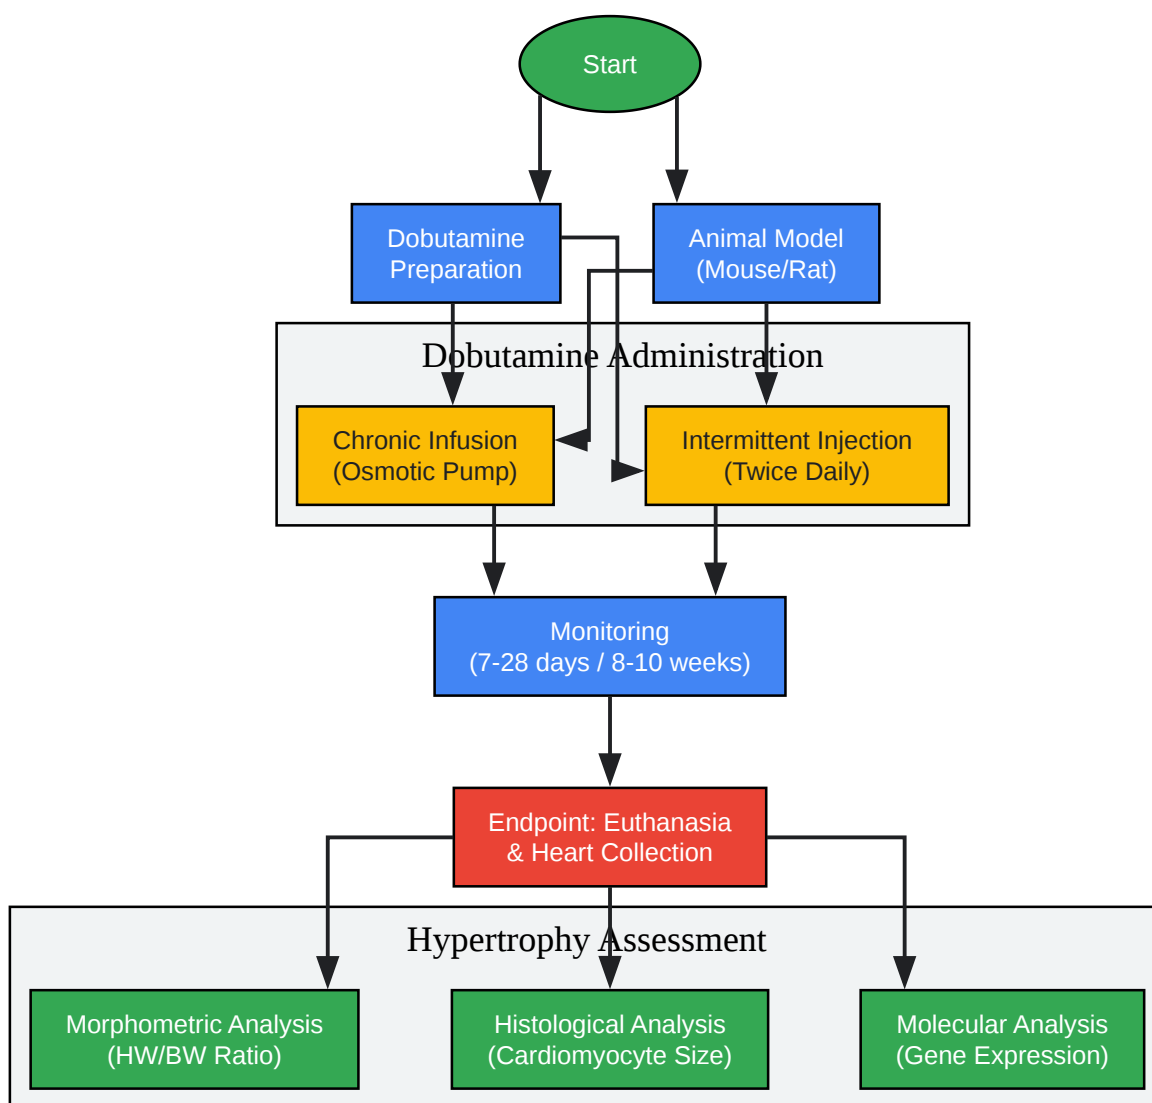 Start
Dobutamine
Preparation
Animal Model
(Mouse/Rat)
Dobutamine Administration
Chronic Infusion
(Osmotic Pump)
Intermittent Injection
(Twice Daily)
Monitoring
(7-28 days / 8-10 weeks)
Endpoint: Euthanasia
& Heart Collection
Hypertrophy Assessment
Morphometric Analysis
(HW/BW Ratio)
Histological Analysis
(Cardiomyocyte Size)
Molecular Analysis
(Gene Expression)